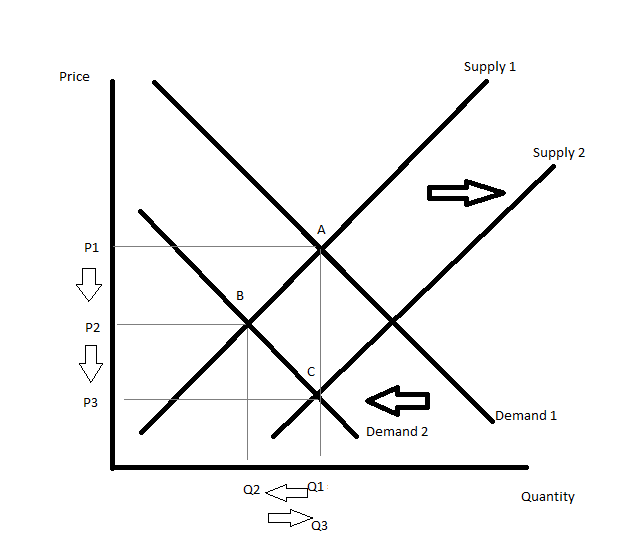 Supply 1
Price
Supply 2
A
P1
B
P2
C
P3
Demand 1
Demand 2
Q2
Q1
Quantity
Q3